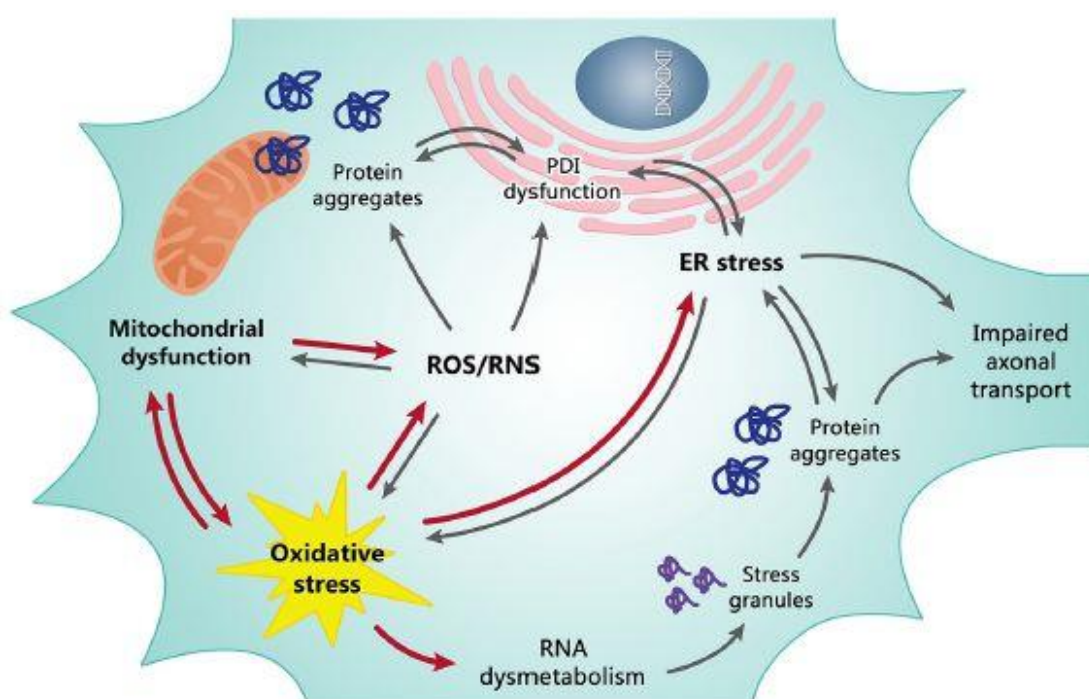 Protein
aggregates
PDI
dysfunction
ER stress
Mitochondrial
dysfunction
ROS/RNS
Impaired
axonal
transport
Protein
aggregates
Oxidative
stress
Stress
granules
RNA
dysmetabolism